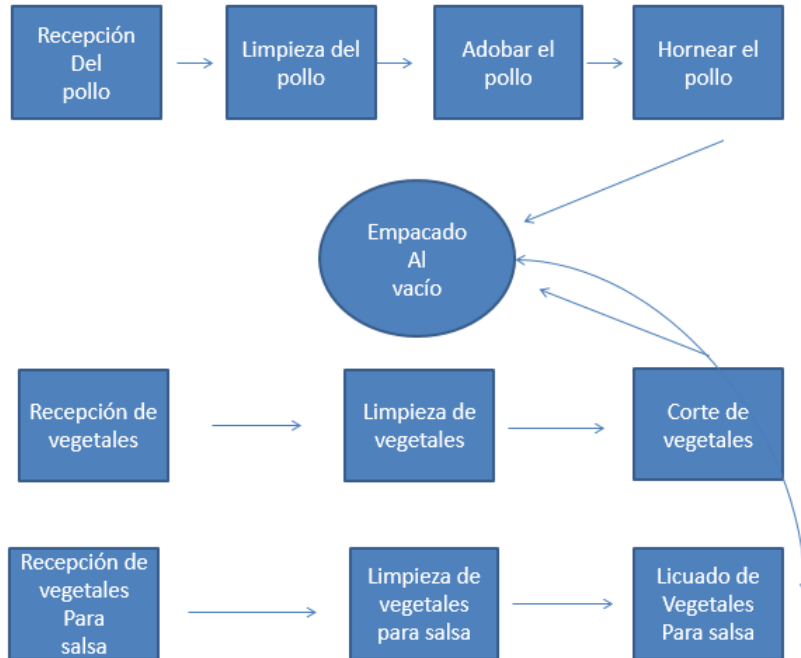 Recepción
Del
pollo
Limpieza del
pollo
Adobar el
pollo
Hornear el
pollo
Empacado
Al
vacío
Recepción de
vegetales
Limpieza de
vegetales
Corte de
vegetales
Recepción de
vegetales
Para
salsa
Limpieza de
vegetales
para salsa
Licuado de
Vegetales
Para salsa